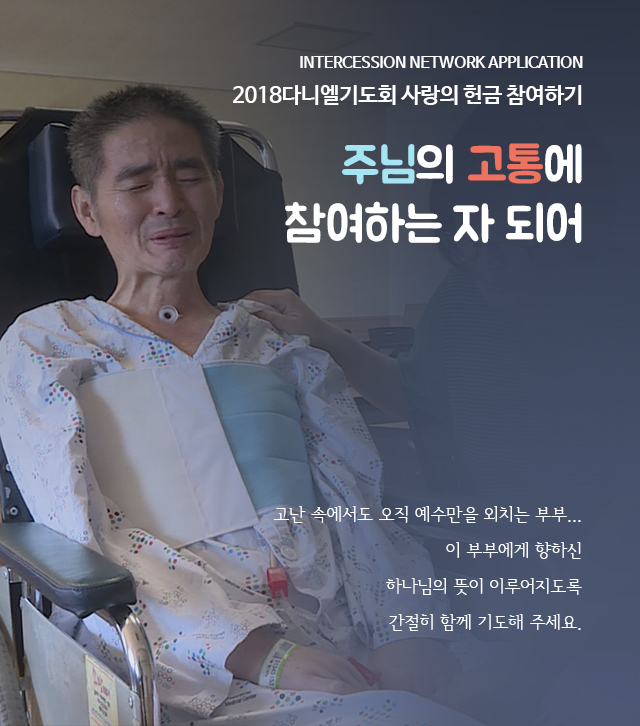 INTERCESSION NETWORK APPLICATION
2018다니엘기도회 사랑의 헌금 참여하기
주님의 고통에
참여하는 자 되어
고난 속에서도 오직 예수만을 외치는 부부...
이 부부에게 향하신
하나님의 뜻이 이루어지도록
간절히 함께 기도해 주세요.